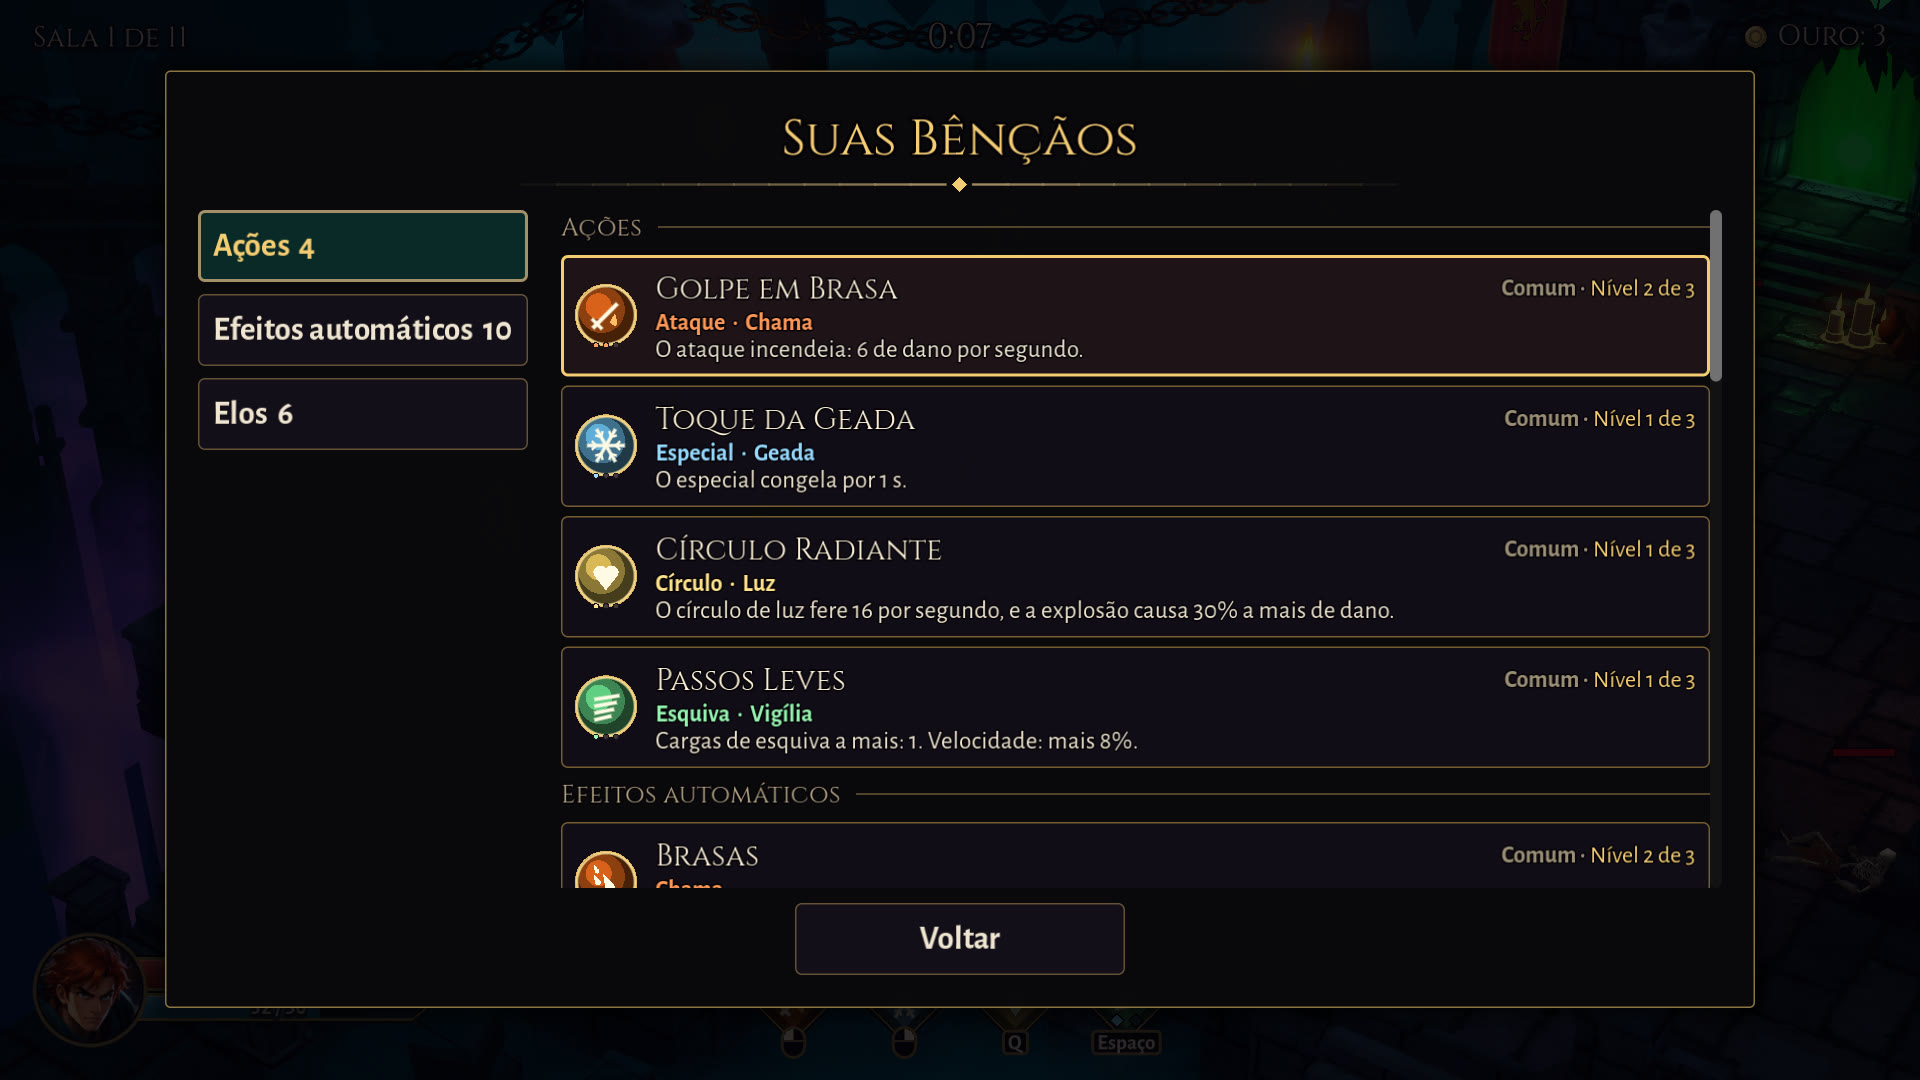 Sala 1 de 11
0:07
Ouro: 3
Suas Bênçãos
Ações 4
Efeitos automáticos 10
Elos 6
Ações
Golpe em Brasa
Comum · Nível 2 de 3
Ataque · Chama
O ataque incendeia: 6 de dano por segundo.
Toque da Geada
Comum · Nível 1 de 3
Especial · Geada
O especial congela por 1 s.
Círculo Radiante
Comum · Nível 1 de 3
Círculo · Luz
O círculo de luz fere 16 por segundo, e a explosão causa 30% a mais de dano.
Passos Leves
Comum · Nível 1 de 3
Esquiva · Vigília
Cargas de esquiva a mais: 1. Velocidade: mais 8%.
Efeitos automáticos
Brasas
Comum · Nível 2 de 3
Chama
Voltar
Q
Espaço